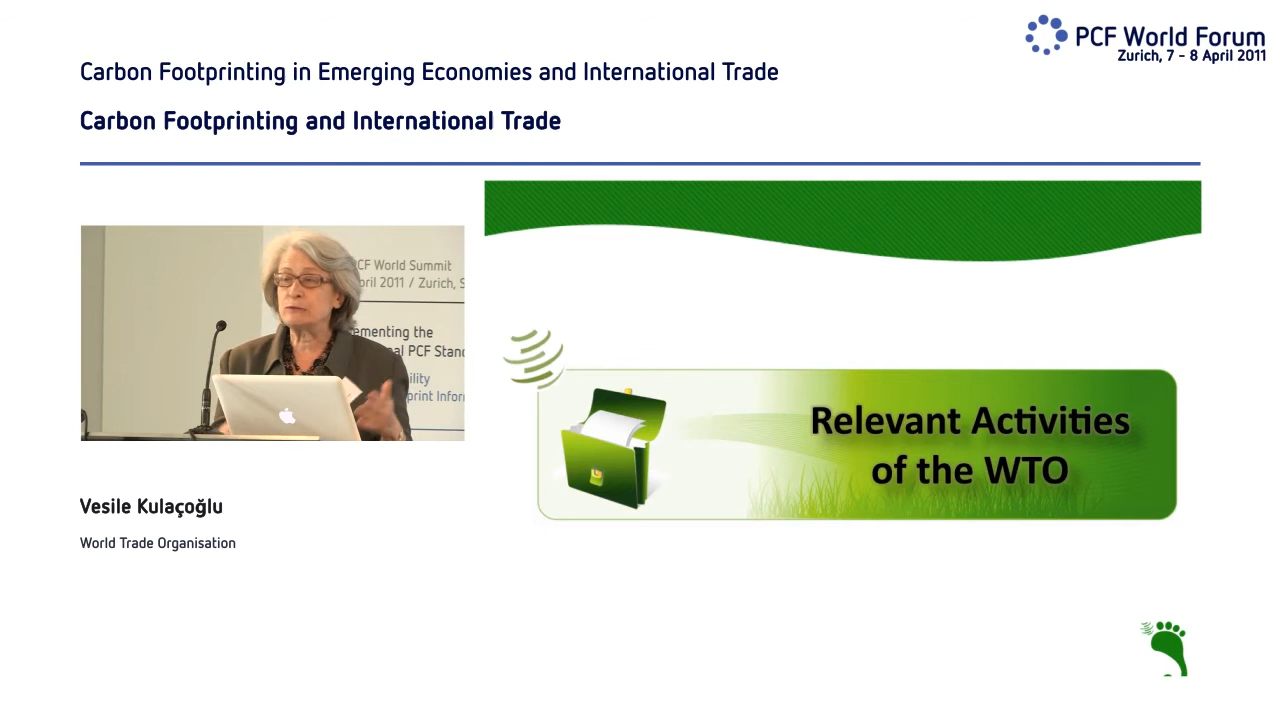 PCF World Forum
Zurich, 7 - 8 April 2011
Carbon Footprinting in Emerging Economies and International Trade
Carbon Footprinting and International Trade
PCF World Summit
pril 2011 / Zurich, S
ementing the
al PCF Stand
ility
print Inform
Relevant Activities
of the WTO
Vesile Kulaçoğlu
World Trade Organisation